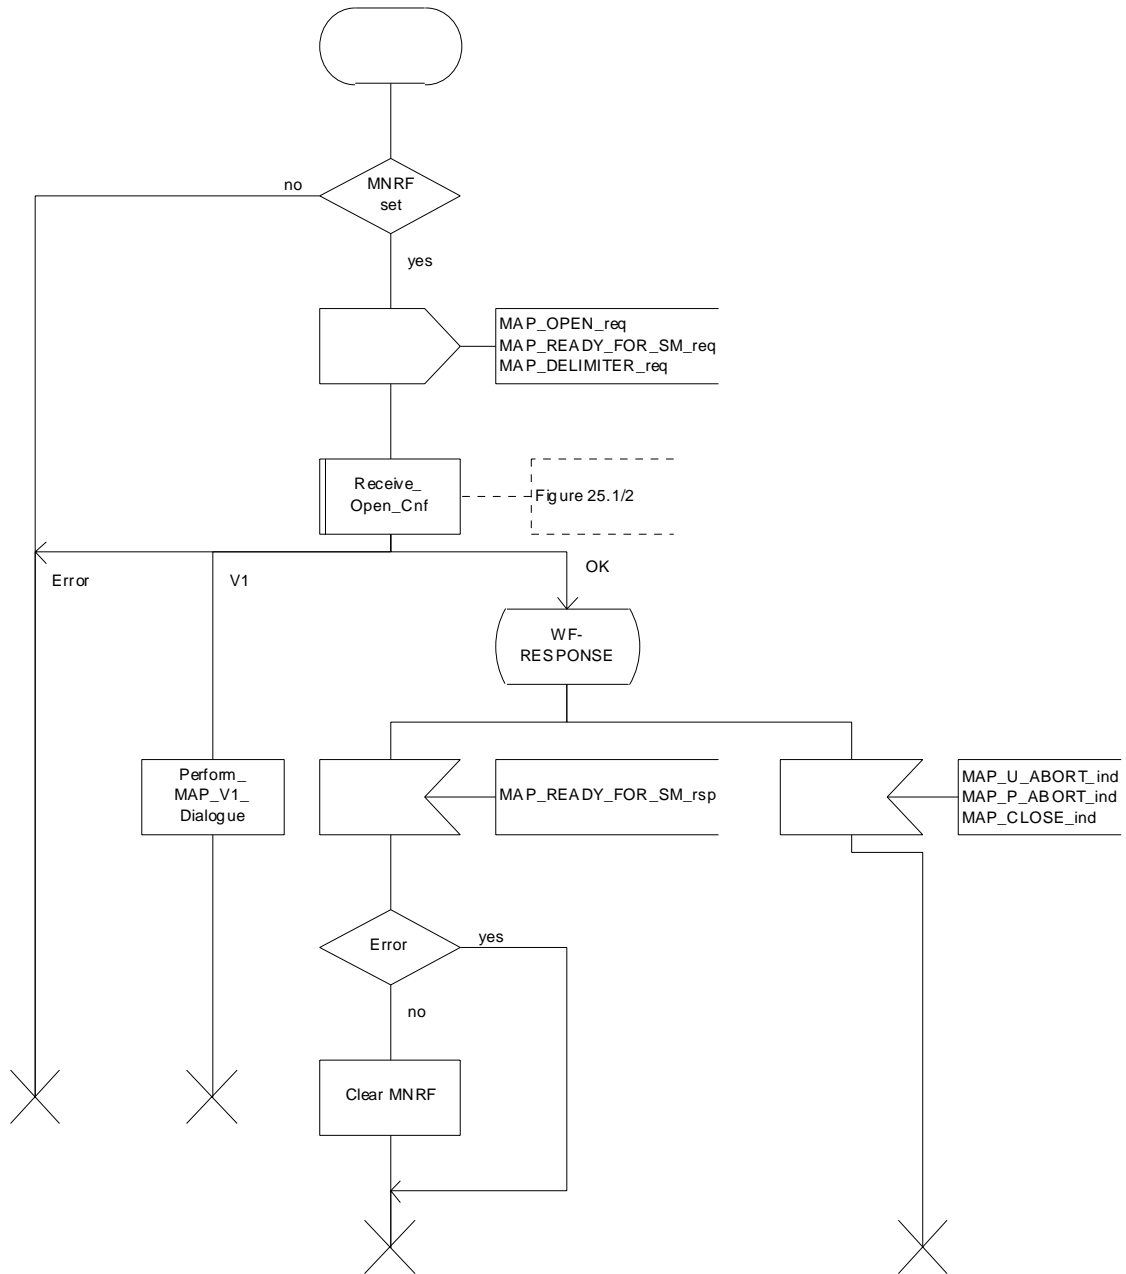 MNRF
set
no
yes
MAP_OPEN_req
MAP_READY_FOR_SM_req
MAP_DELIMITER_req
Receive_
Open_Cnf
Figure 25.1/2
Error
V1
OK
WF-
RESPONSE
Perform_
MAP_V1_
Dialogue
MAP_READY_FOR_SM_rsp
MAP_U_ABORT_ind
MAP_P_ABORT_ind
MAP_CLOSE_ind
Error
yes
no
Clear MNRF